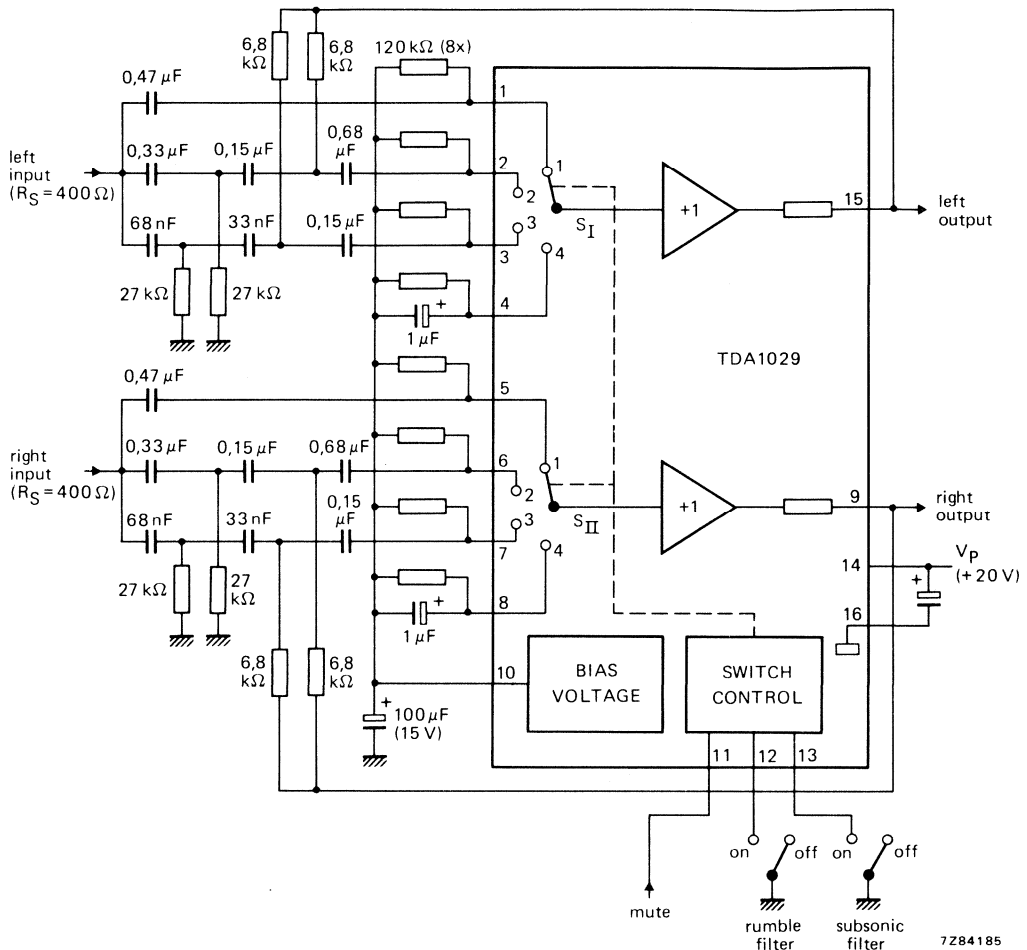 6,8
kΩ
6,8
kΩ
120 kΩ (8x)
0,47 μF
1
0,68
μF
0,33 μF
0,15 μF
left
input
(RS = 400 Ω)
2
1
2
3
4
SI
+1
15
left
output
68 nF
33 nF
0,15 μF
3
27 kΩ
27 kΩ
4
+
1 μF
TDA1029
0,47 μF
5
0,33 μF
0,15 μF
0,68 μF
right
input
(RS = 400 Ω)
6
1
2
3
4
SII
+1
9
right
output
68 nF
33 nF
0,15
μF
7
27 kΩ
27
kΩ
14
VP
(+ 20 V)
+
16
8
+
1 μF
6,8
kΩ
6,8
kΩ
10
BIAS
VOLTAGE
SWITCH
CONTROL
+
100 μF
(15 V)
11
12
13
on
off
on
off
mute
rumble
filter
subsonic
filter
7Z84185